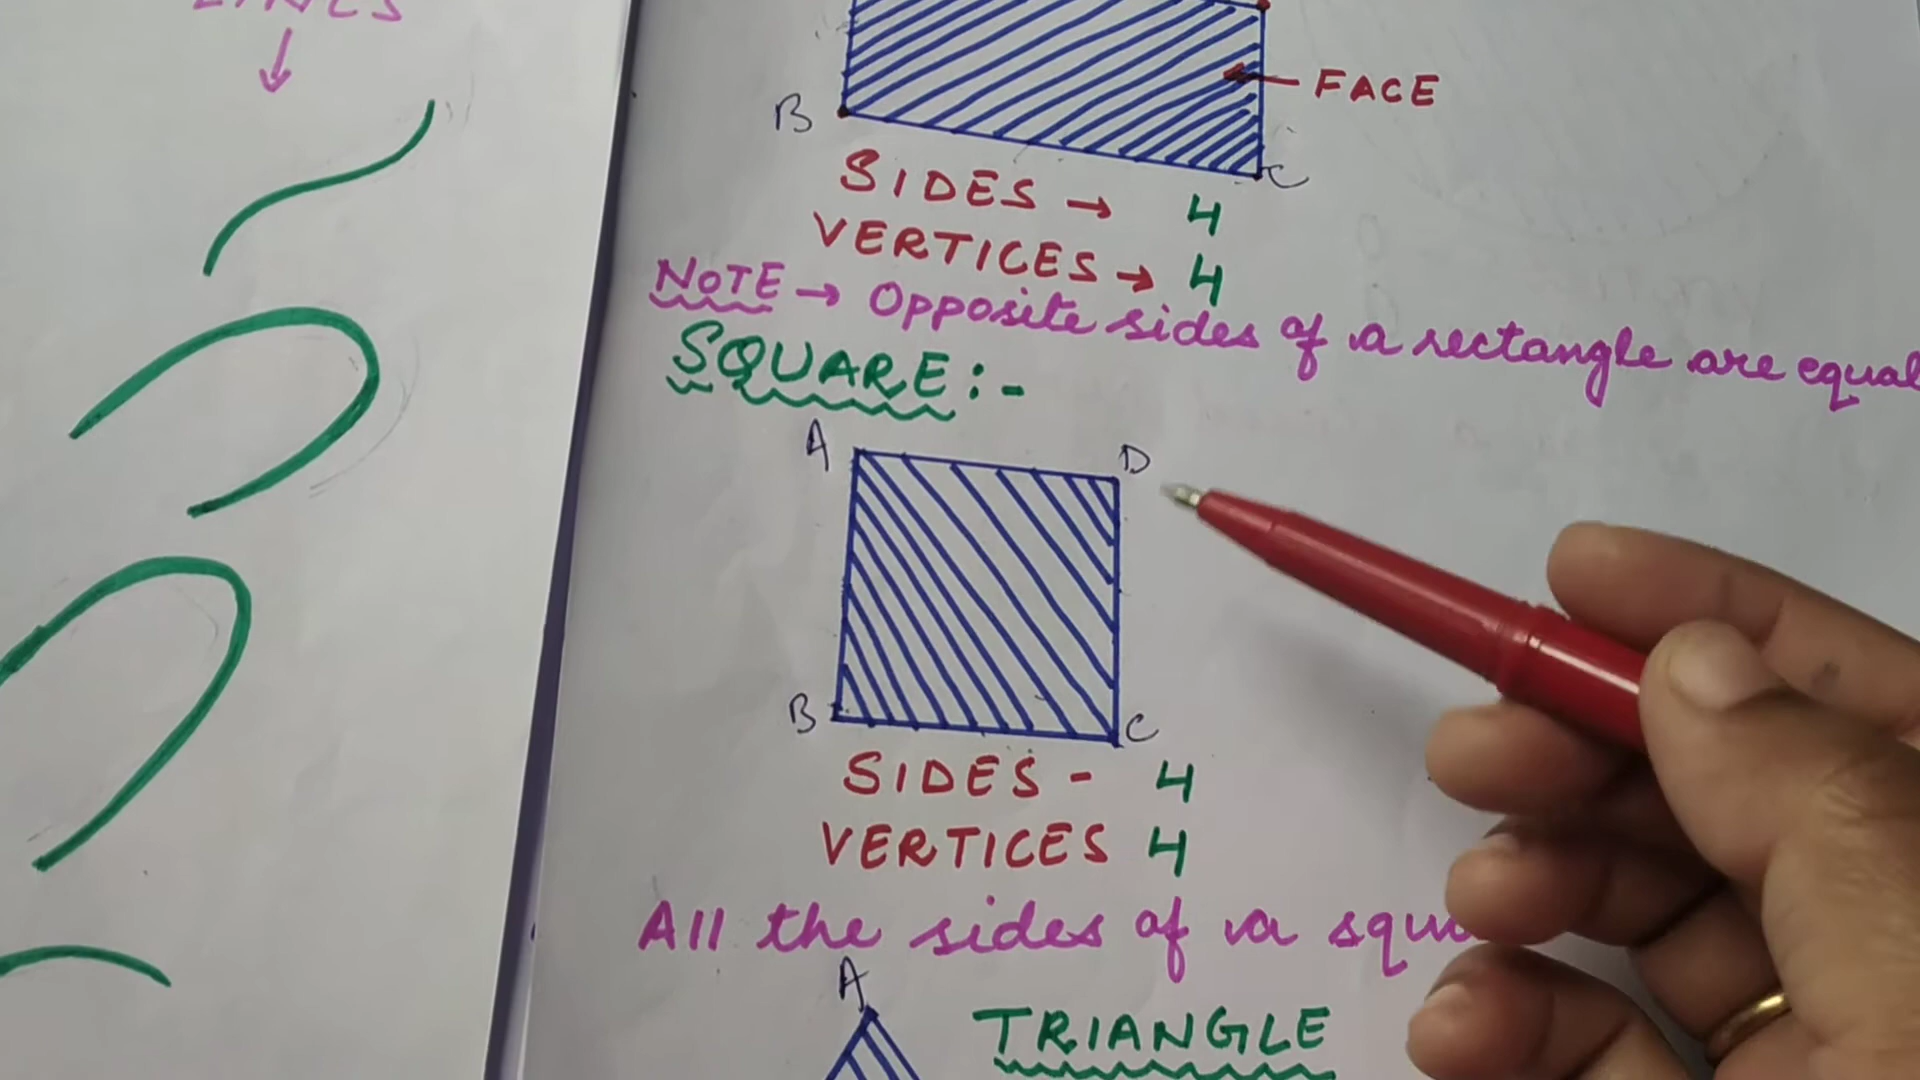 LINES
FACE
B
C
SIDES → 4
VERTICES → 4
NOTE → Opposite sides of a rectangle are equal
SQUARE:-
A D
B C
SIDES - 4
VERTICES 4
All the sides of a
A
TRIANGLE